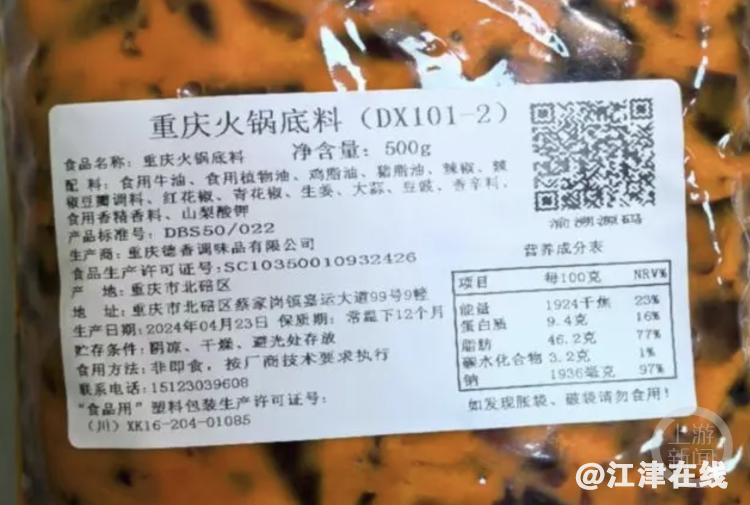 重庆火锅底料（DX101-2）
食品名称：重庆火锅底料 净含量：500g
配 料：食用牛油、食用植物油、鸡脂油、猪脂油、辣椒、辣
椒豆瓣调料、红花椒、青花椒、生姜、大蒜、豆豉、香辛料、
食用香精香料、山梨酸钾
产品标准号：DBS50/022
生产商：重庆德香调味品有限公司
食品生产许可证号：SC10350010932426
产 地：重庆市北碚区
地 址：重庆市北碚区蔡家岗镇嘉运大道99号9幢
生产日期：2024年04月23日 保质期：常温下12个月
贮存条件：阴凉、干燥、避光处存放
食用方法：非即食，按厂商技术要求执行
联系电话：15123039608
“食品用”塑料包装生产许可证号：
（川）XK16-204-01085
渝溯源码
营养成分表
项目 每100克 NRV%
能量 1924千焦 23%
蛋白质 9.4克 16%
脂肪 46.2克 77%
碳水化合物 3.2克 1%
钠 1936毫克 97%
如发现胀袋、破袋请勿食用！
上游新闻
@江津在线